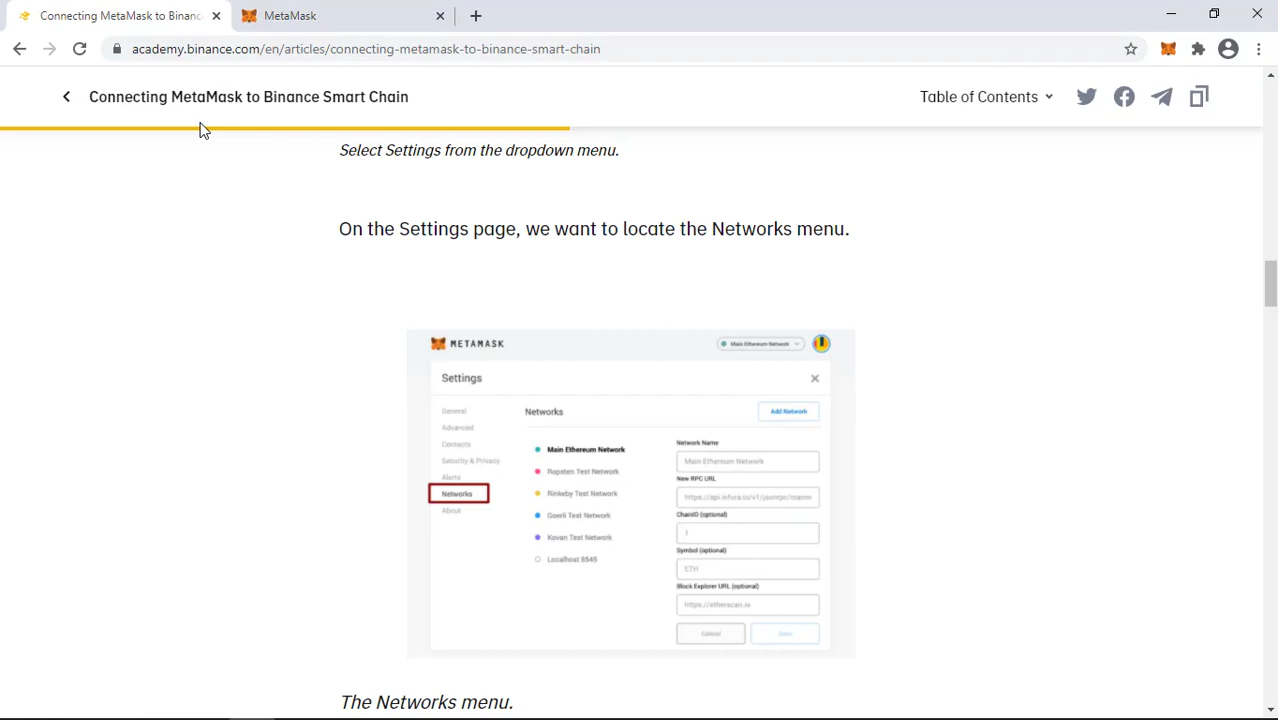 Connecting MetaMask to Binanc
MetaMask
academy.binance.com/en/articles/connecting-metamask-to-binance-smart-chain
Connecting MetaMask to Binance Smart Chain
Table of Contents
Select Settings from the dropdown menu.
On the Settings page, we want to locate the Networks menu.
METAMASK
Main Ethereum Network
Settings
General
Advanced
Contacts
Security & Privacy
Alerts
Networks
About
Networks
Add Network
Main Ethereum Network
Ropsten Test Network
Rinkeby Test Network
Goerli Test Network
Kovan Test Network
Localhost 8545
Network Name
Main Ethereum Network
New RPC URL
ChainID (optional)
1
Symbol (optional)
ETH
Block Explorer URL (optional)
https://etherscan.io
Cancel
Save
The Networks menu.